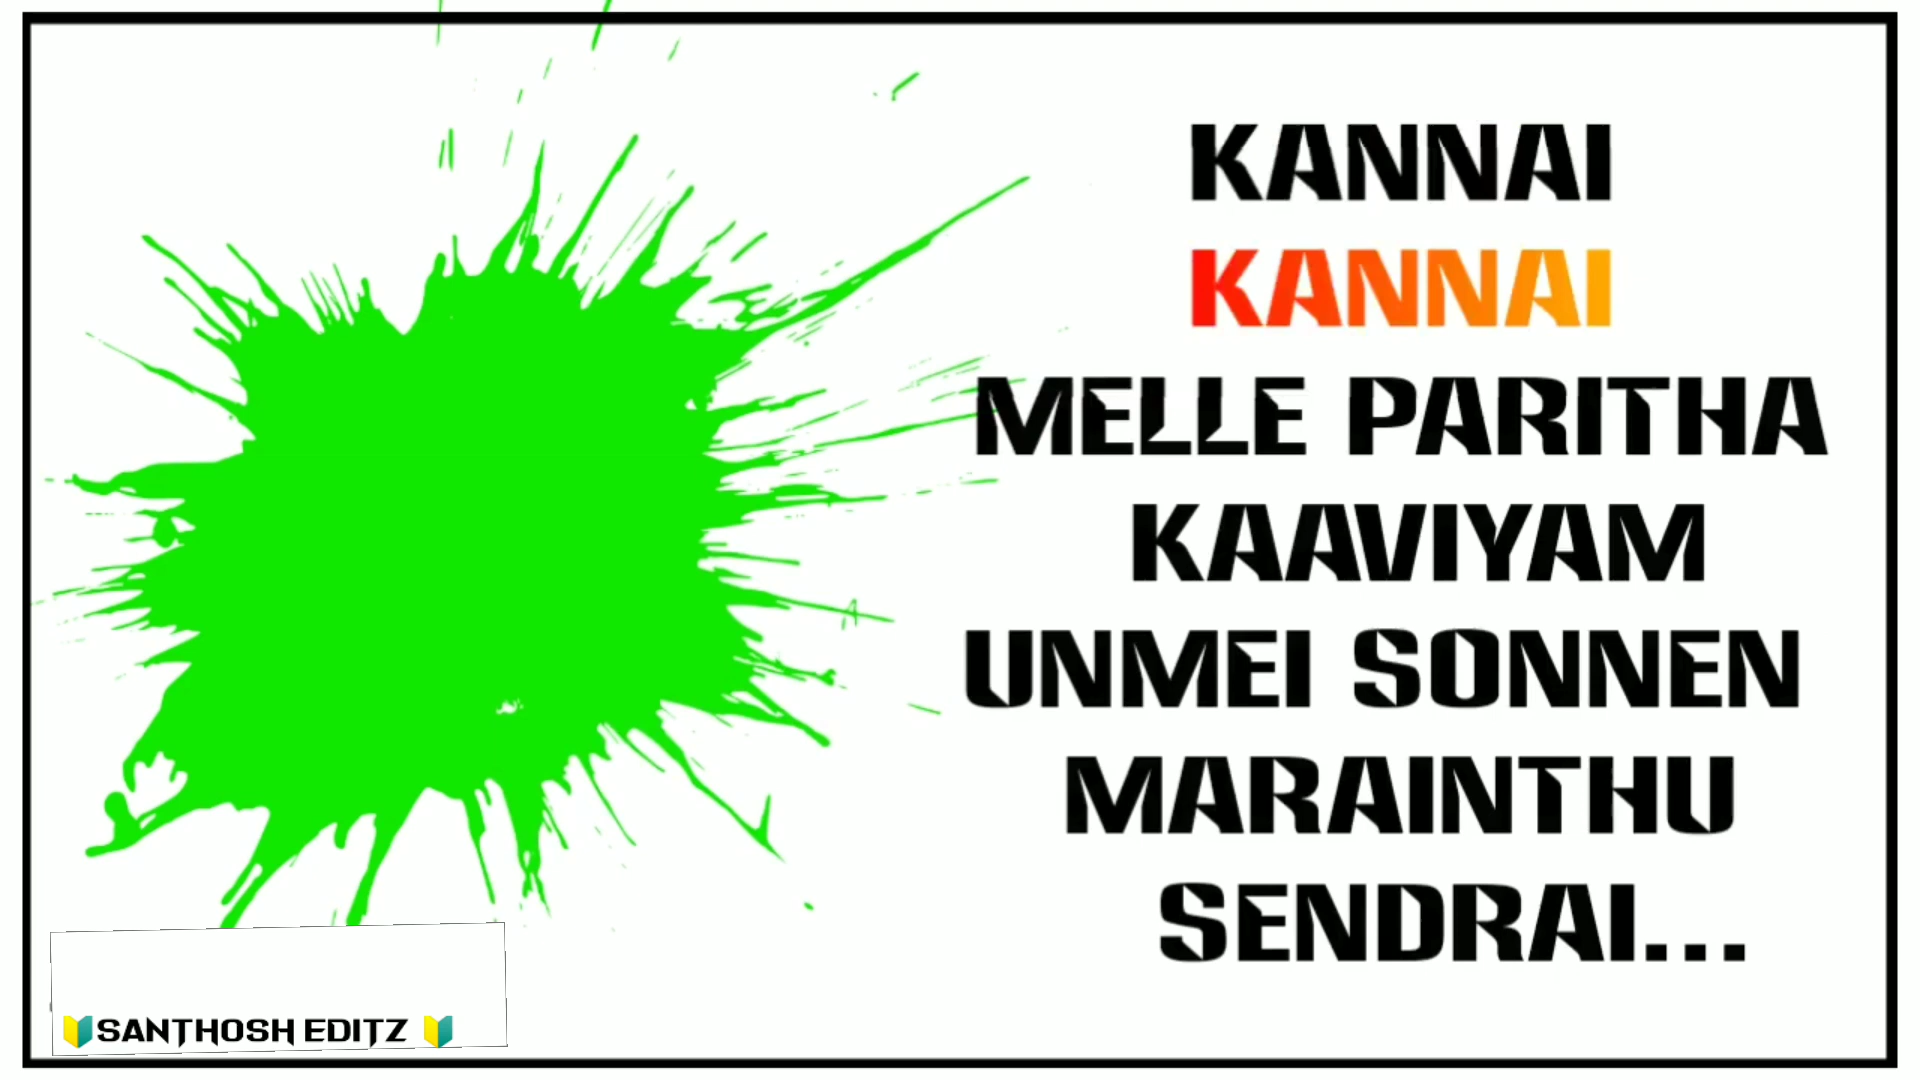 KANNAI
KANNAI
MELLE PARITHA
KAAVIYAM
UNMEI SONNEN
MARAINTHU
SENDRAI...
🔰SANTHOSH EDITZ 🔰